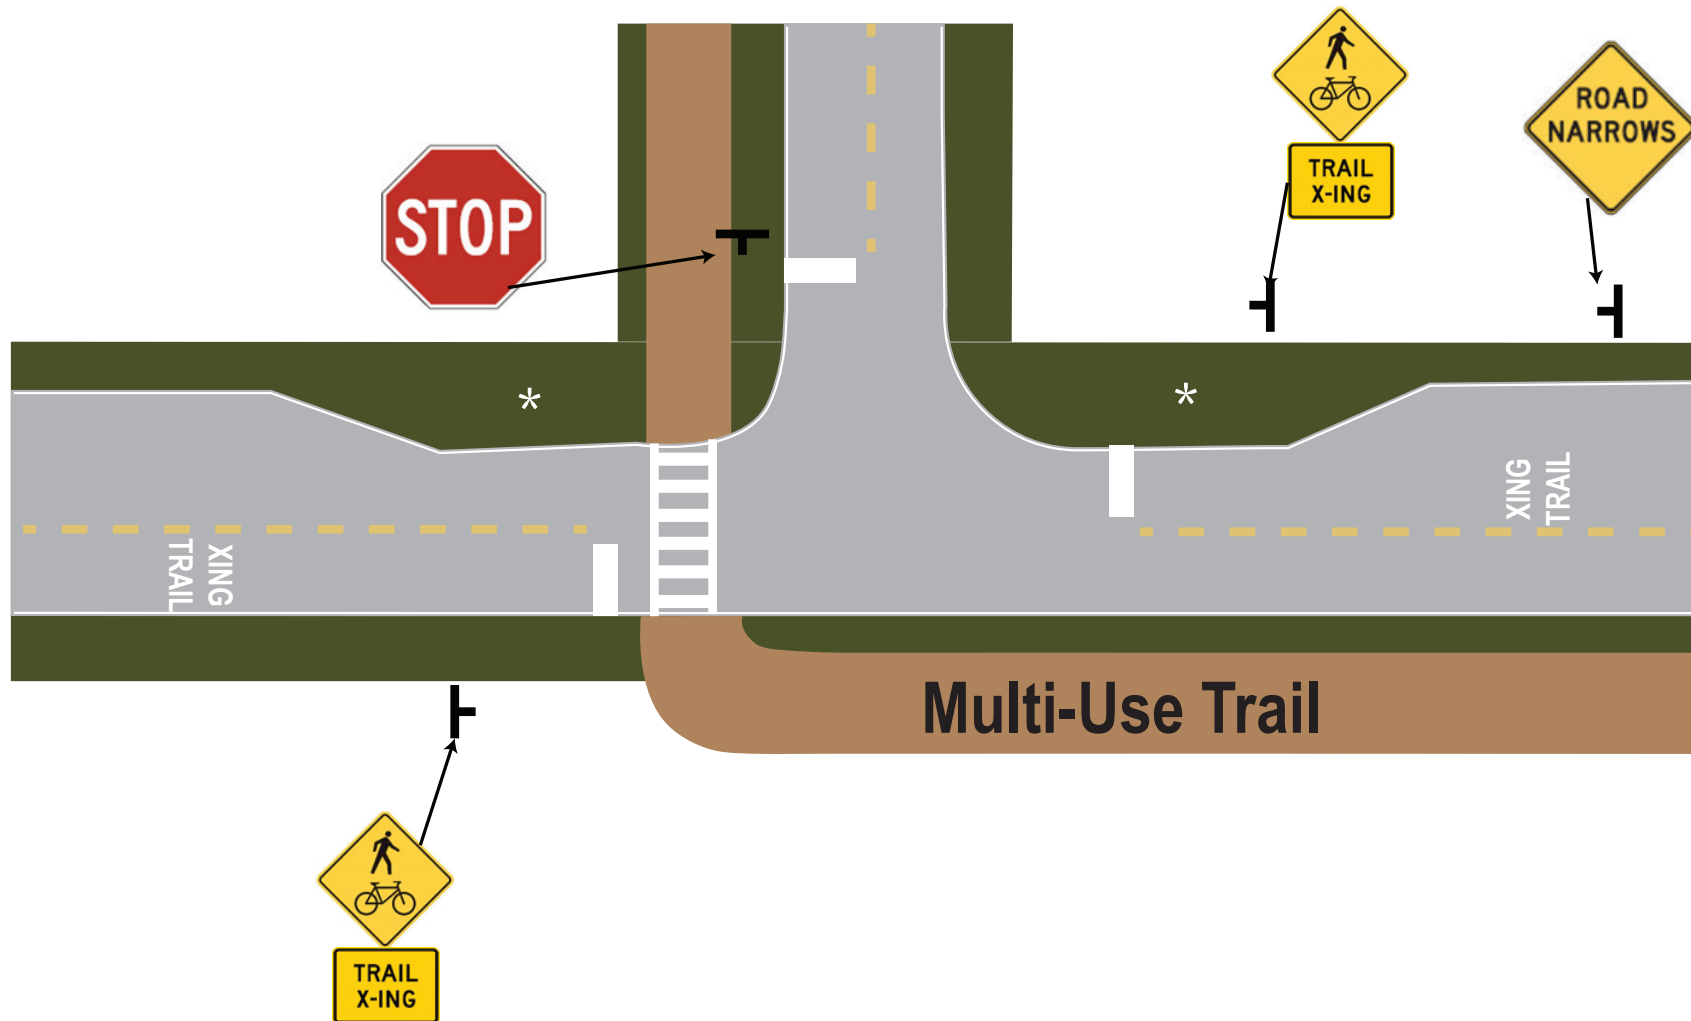 TRAIL
X-ING
ROAD
NARROWS
STOP
*
*
XING
TRAIL
XING
TRAIL
Multi-Use Trail
TRAIL
X-ING